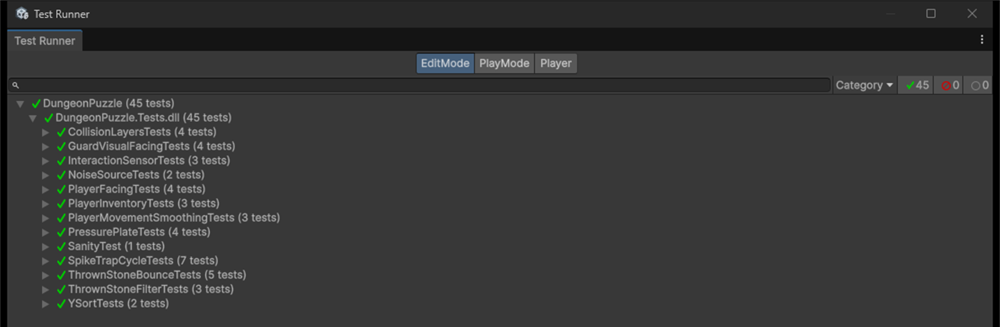 Test Runner
Test Runner
EditMode PlayMode Player
Category 45 0 0
DungeonPuzzle (45 tests)
DungeonPuzzle.Tests.dll (45 tests)
CollisionLayersTests (4 tests)
GuardVisualFacingTests (4 tests)
InteractionSensorTests (3 tests)
NoiseSourceTests (2 tests)
PlayerFacingTests (4 tests)
PlayerInventoryTests (3 tests)
PlayerMovementSmoothingTests (3 tests)
PressurePlateTests (4 tests)
SanityTest (1 tests)
SpikeTrapCycleTests (7 tests)
ThrownStoneBounceTests (5 tests)
ThrownStoneFilterTests (3 tests)
YSortTests (2 tests)